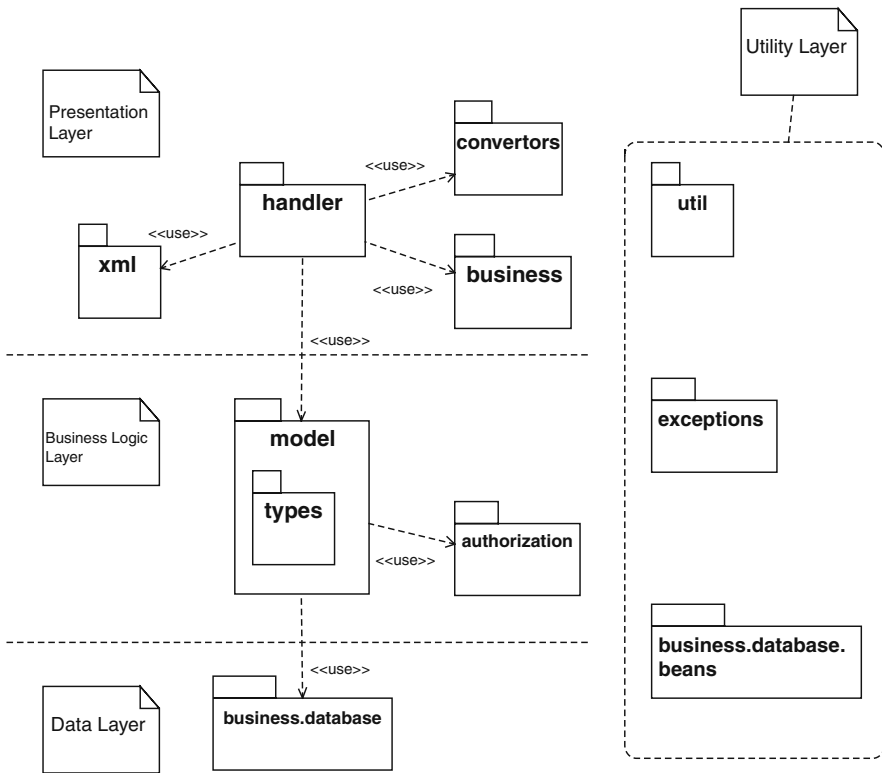 Utility Layer
Presentation
Layer
convertors
<<use>>
handler
util
<<use>>
xml
business
<<use>>
<<use>>
Business Logic
Layer
model
exceptions
types
authorization
<<use>>
business.database.
beans
<<use>>
Data Layer
business.database